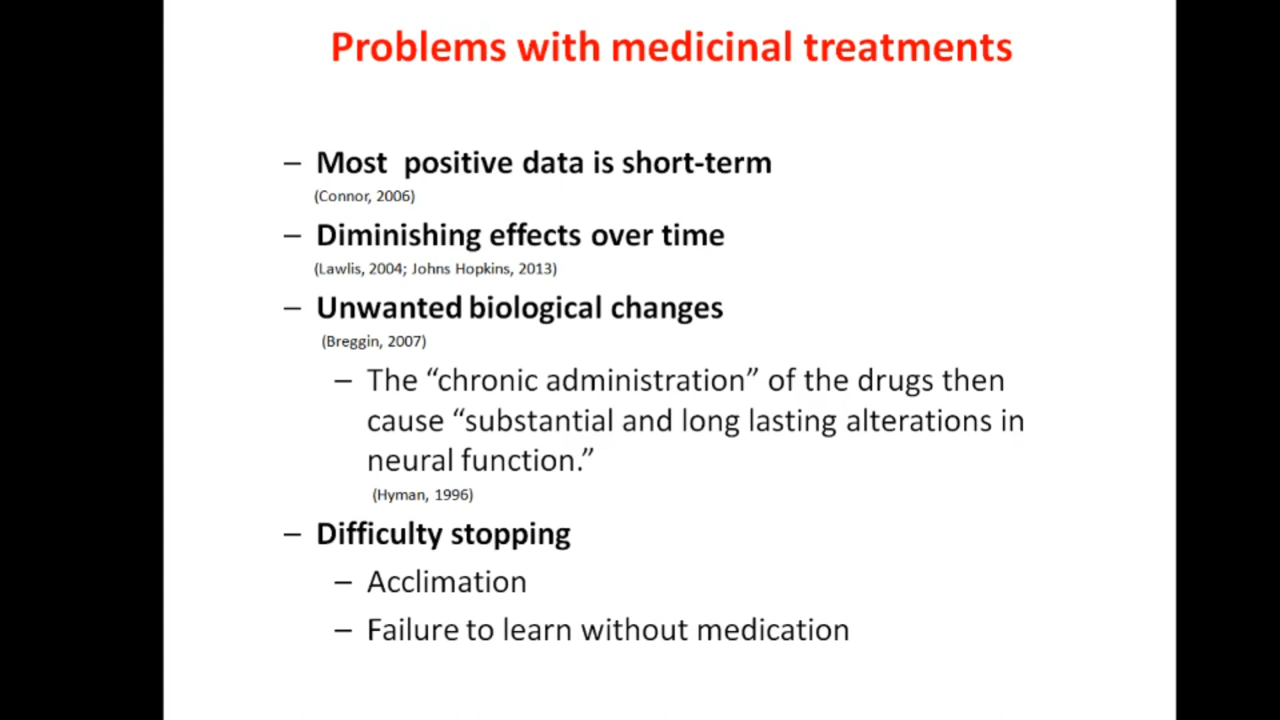 Problems with medicinal treatments
– Most positive data is short-term
(Connor, 2006)
– Diminishing effects over time
(Lawlis, 2004; Johns Hopkins, 2013)
– Unwanted biological changes
(Breggin, 2007)
– The “chronic administration” of the drugs then
cause “substantial and long lasting alterations in
neural function.”
(Hyman, 1996)
– Difficulty stopping
– Acclimation
– Failure to learn without medication